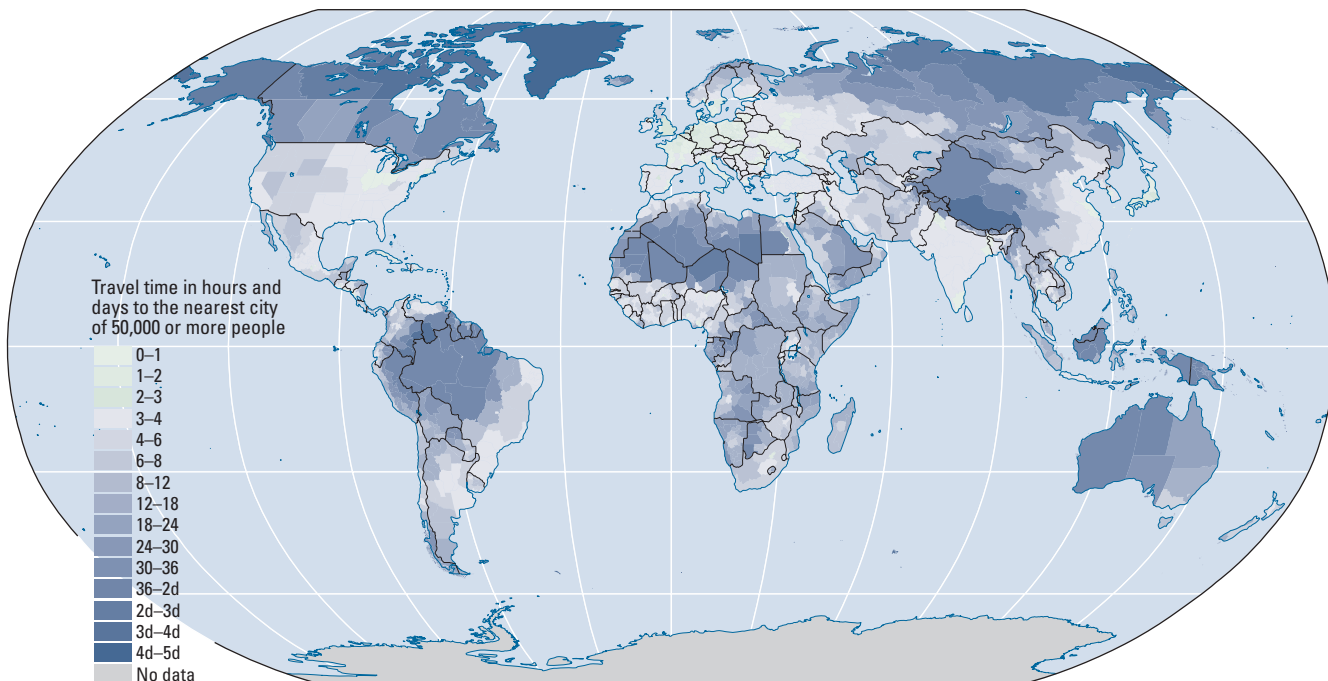 Travel time in hours and
days to the nearest city
of 50,000 or more people
0–1
1–2
2–3
3–4
4–6
6–8
8–12
12–18
18–24
24–30
30–36
36–2d
2d–3d
3d–4d
4d–5d
No data